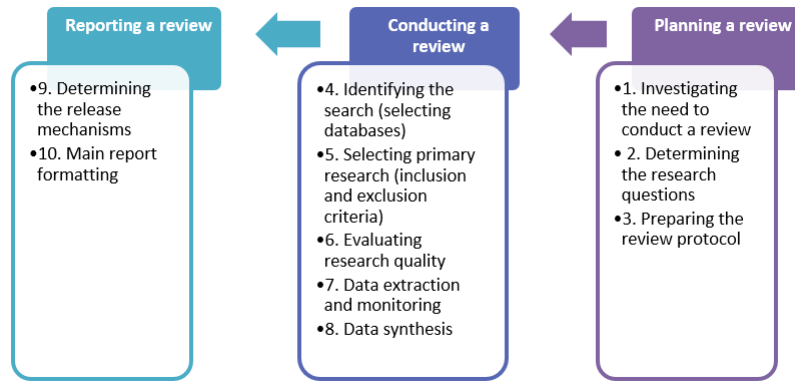 Reporting a review
•9. Determining
the release
mechanisms
•10. Main report
formatting
Conducting a
review
•4. Identifying the
search (selecting
databases)
•5. Selecting primary
research (inclusion
and exclusion
criteria)
•6. Evaluating
research quality
•7. Data extraction
and monitoring
•8. Data synthesis
Planning a review
•1. Investigating
the need to
conduct a review
• 2. Determining
the research
questions
•3. Preparing the
review protocol